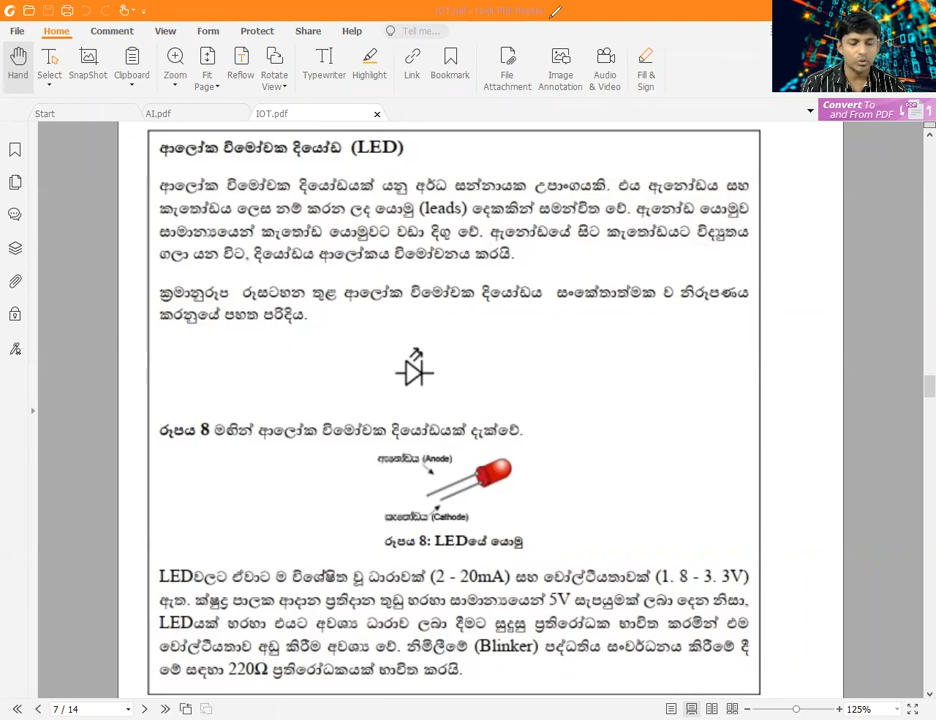 IOT.pdf - Foxit PDF Reader
File Home Comment View Form Protect Share Help Tell me...
Hand Select SnapShot Clipboard Zoom Fit Page Reflow Rotate View Typewriter Highlight Link Bookmark File Attachment Image Annotation Audio & Video Fill & Sign
Start AI.pdf IOT.pdf
Convert To and From PDF
ආලෝක විමෝචක දියෝඩ (LED)
ආලෝක විමෝචක දියෝඩයක් යනු අර්ධ සන්නායක උපාංගයකි. එය ඇනෝඩය සහ
කැතෝඩය ලෙස නම් කරන ලද යොමු (leads) දෙකකින් සමන්විත වේ. ඇනෝඩ යොමුව
සාමාන්‍යයෙන් කැතෝඩ යොමුවට වඩා දිගු වේ. ඇනෝඩයේ සිට කැතෝඩයට විද්‍යුතය
ගලා යන විට, දියෝඩය ආලෝකය විමෝචනය කරයි.
ක්‍රමානුරූප රූසටහන තුළ ආලෝක විමෝචක දියෝඩය සංකේතාත්මක ව නිරූපණය
කරනුයේ පහත පරිදිය.
රූපය 8 මඟින් ආලෝක විමෝචක දියෝඩයක් දැක්වේ.
ඇනෝඩය (Anode)
කැතෝඩය (Cathode)
රූපය 8: LEDයේ යොමු
LEDවලට ඒවාට ම විශේෂිත වූ ධාරාවක් (2 - 20mA) සහ වෝල්ටීයතාවක් (1. 8 - 3. 3V)
ඇත. ක්ෂුද්‍ර පාලක ආදාන ප්‍රතිදාන තුඩු හරහා සාමාන්‍යයෙන් 5V සැපයුමක් ලබා දෙන නිසා,
LEDයක් හරහා එයට අවශ්‍ය ධාරාව ලබා දීමට සුදුසු ප්‍රතිරෝධක භාවිත කරමින් එම
වෝල්ටීයතාව අඩු කිරීම අවශ්‍ය වේ. නිමිලීමේ (Blinker) පද්ධතිය සංවර්ධනය කිරීමේ දී
මේ සඳහා 220Ω ප්‍රතිරෝධකයක් භාවිත කරයි.
7 / 14 125%